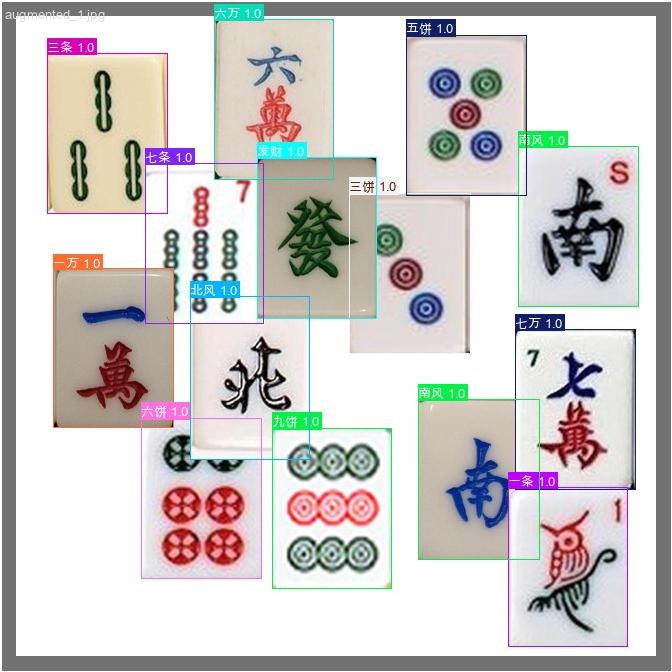 augmented_1.jpg
六万 1.0
五饼 1.0
三条 1.0
六
萬
南风 1.0
S
南
七条 1.0
7
发财 1.0
發
三饼 1.0
一万 1.0
一
萬
北风 1.0
北
七万 1.0
7
七
萬
六饼 1.0
九饼 1.0
南风 1.0
南
一条 1.0
1